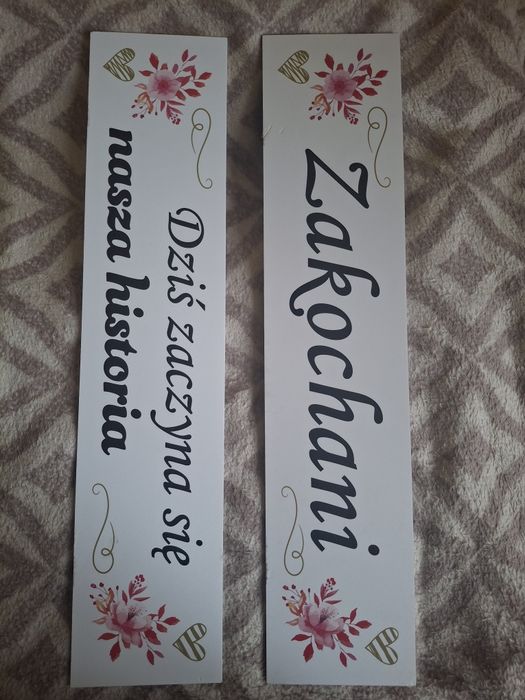 Dziś zaczyna się
nasza historia
Zakochani